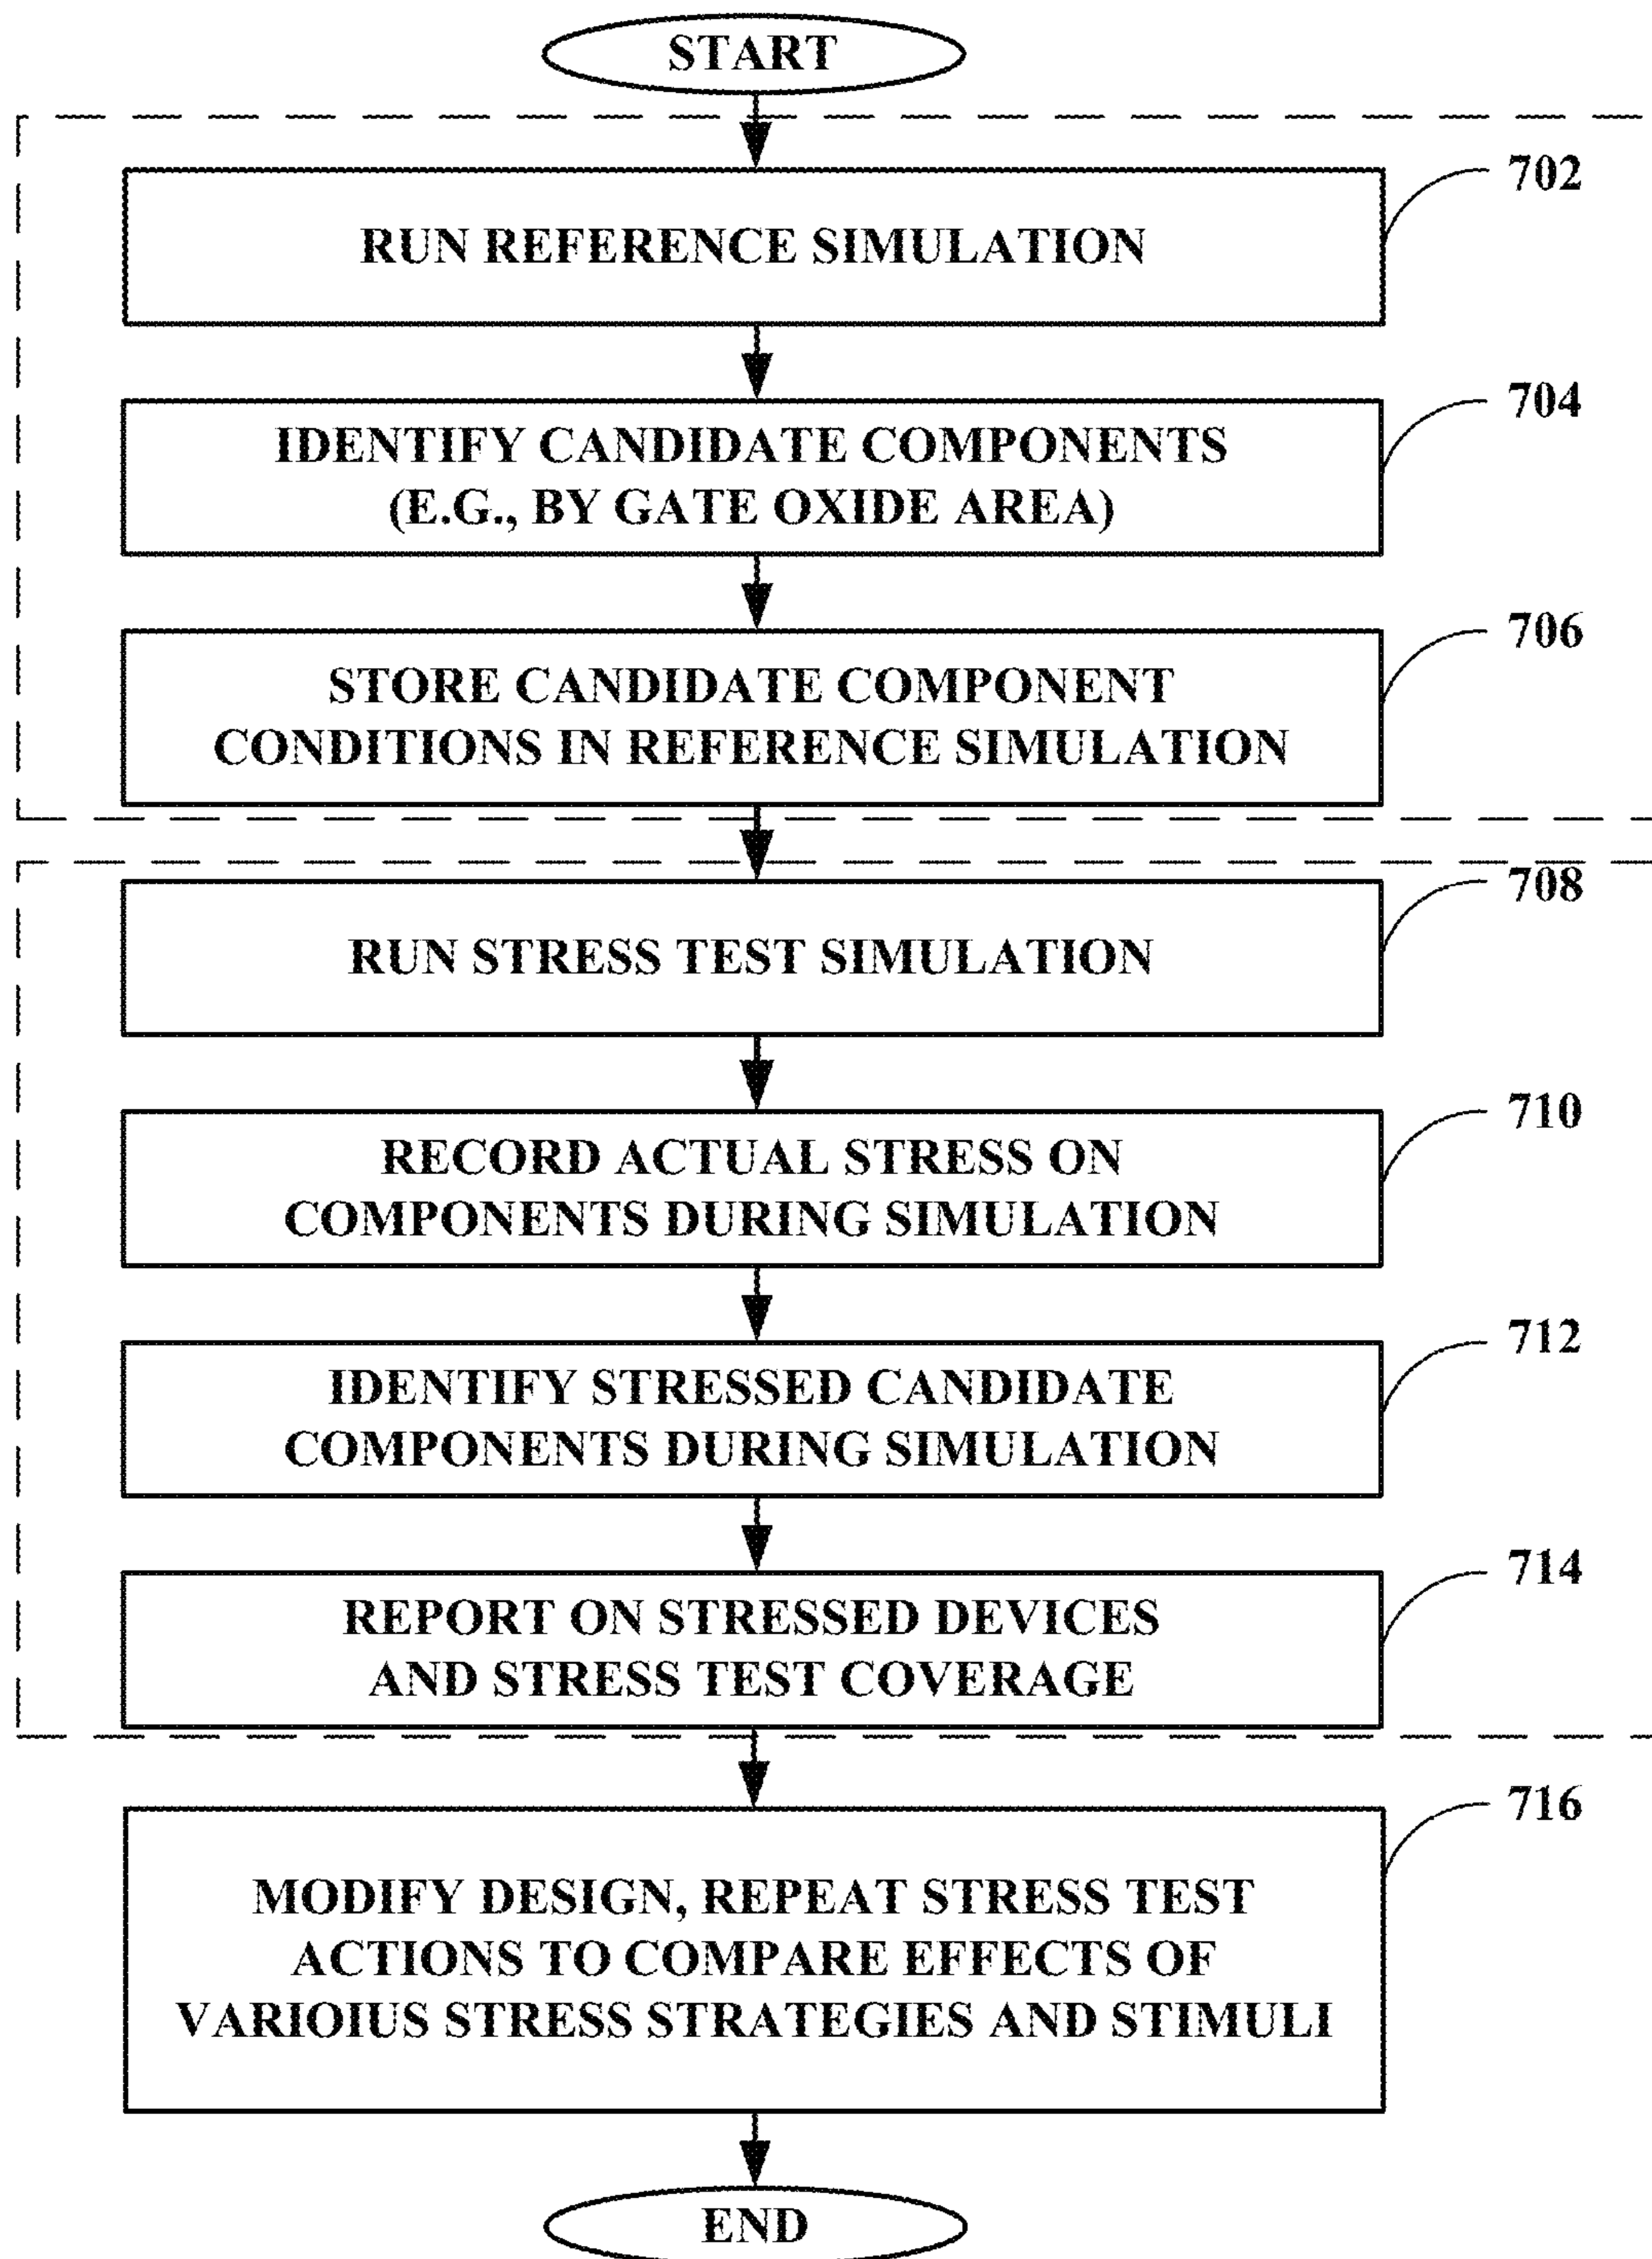 START
702
RUN REFERENCE SIMULATION
704
IDENTIFY CANDIDATE COMPONENTS
(E.G., BY GATE OXIDE AREA)
706
STORE CANDIDATE COMPONENT
CONDITIONS IN REFERENCE SIMULATION
708
RUN STRESS TEST SIMULATION
710
RECORD ACTUAL STRESS ON
COMPONENTS DURING SIMULATION
712
IDENTIFY STRESSED CANDIDATE
COMPONENTS DURING SIMULATION
714
REPORT ON STRESSED DEVICES
AND STRESS TEST COVERAGE
716
MODIFY DESIGN, REPEAT STRESS TEST
ACTIONS TO COMPARE EFFECTS OF
VARIOIUS STRESS STRATEGIES AND STIMULI
END